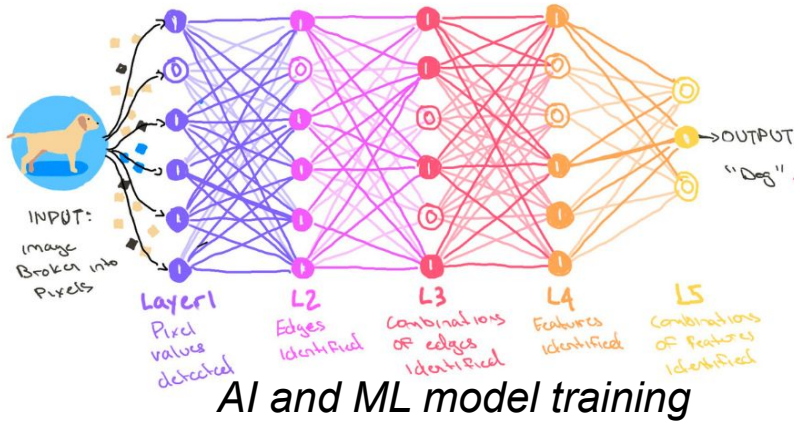 INPUT:
image
Broken into
Pixels
Layer1
Pixel
values
detected
L2
Edges
identified
L3
Combinations
of edges
identified
L4
Features
identified
L5
Combinations
of features
identified
OUTPUT
"Dog".
AI and ML model training